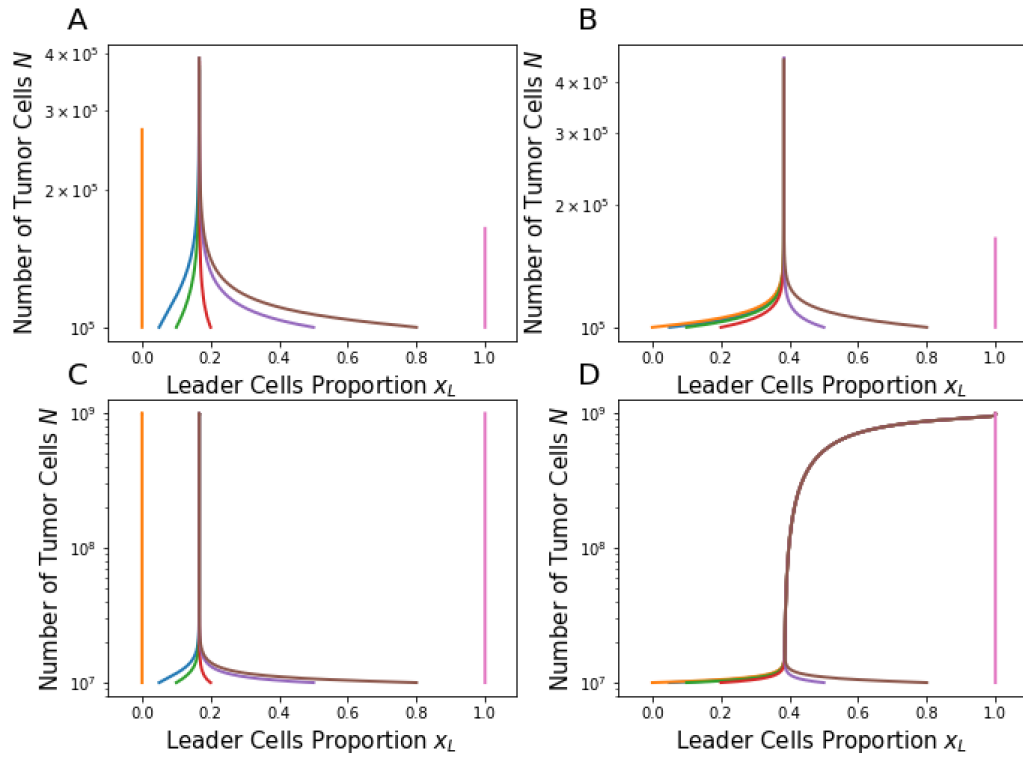 A
Number of Tumor Cells N
4 × 10⁵
3 × 10⁵
2 × 10⁵
10⁵
0.0 0.2 0.4 0.6 0.8 1.0
Leader Cells Proportion x_L
B
Number of Tumor Cells N
4 × 10⁵
3 × 10⁵
2 × 10⁵
10⁵
0.0 0.2 0.4 0.6 0.8 1.0
Leader Cells Proportion x_L
C
Number of Tumor Cells N
10⁹
10⁸
10⁷
0.0 0.2 0.4 0.6 0.8 1.0
Leader Cells Proportion x_L
D
Number of Tumor Cells N
10⁹
10⁸
10⁷
0.0 0.2 0.4 0.6 0.8 1.0
Leader Cells Proportion x_L